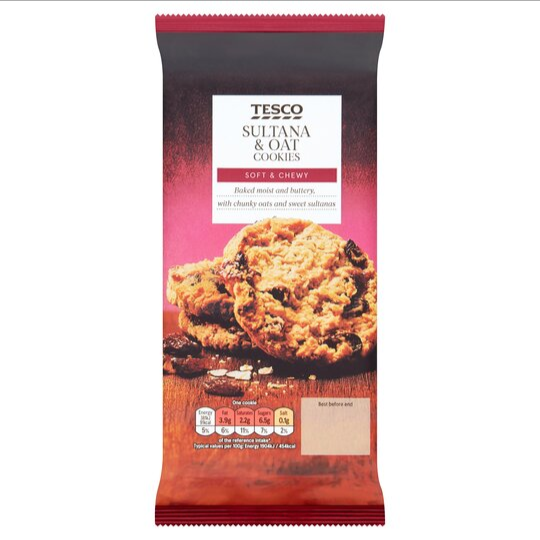 TESCO
SULTANA
& OAT
COOKIES
SOFT & CHEWY
Baked moist and buttery,
with chunky oats and sweet sultanas
One cookie
Energy Fat Saturates Sugars Salt
3.9g 2.2g 6.5g 0.1g
5% 6% 11% 7% 2%
of the reference intake*
Typical values per 100g: Energy 1904kJ / 454kcal
Best before end: